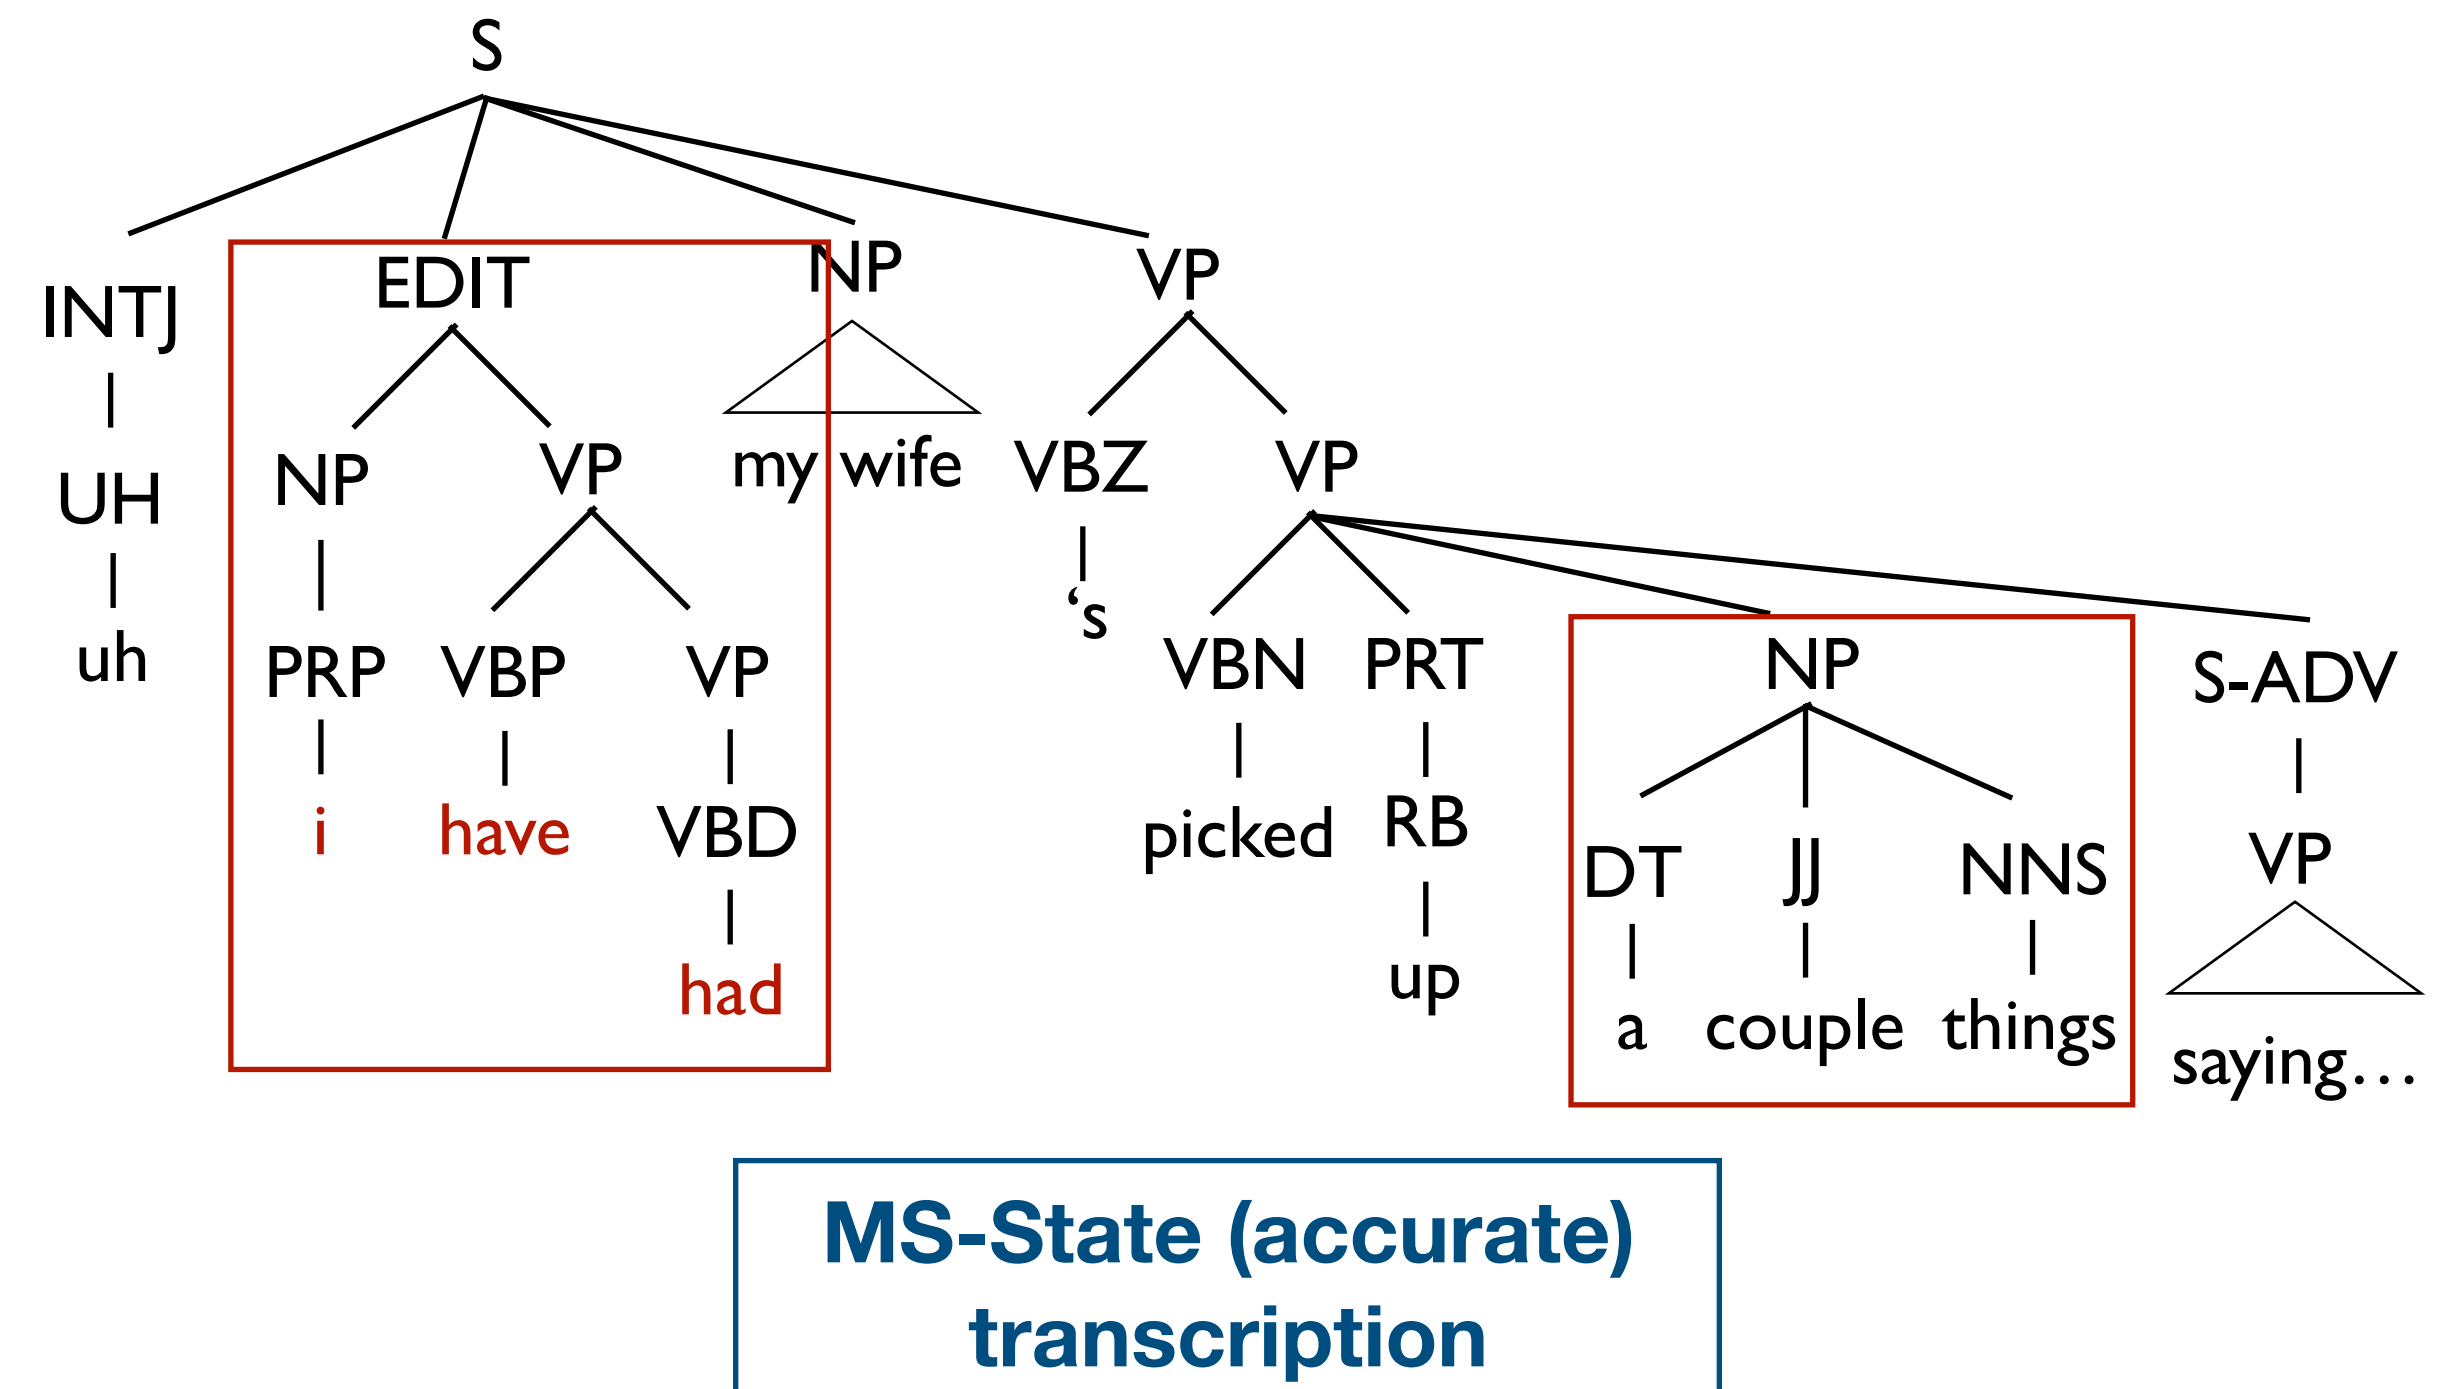 S
INTJ EDIT NP VP
UH NP VP my wife VBZ VP
uh PRP VBP VP ‘s VBN PRT NP S-ADV
i have VBD picked RB DT JJ NNS VP
had up a couple things saying…
MS-State (accurate)
transcription